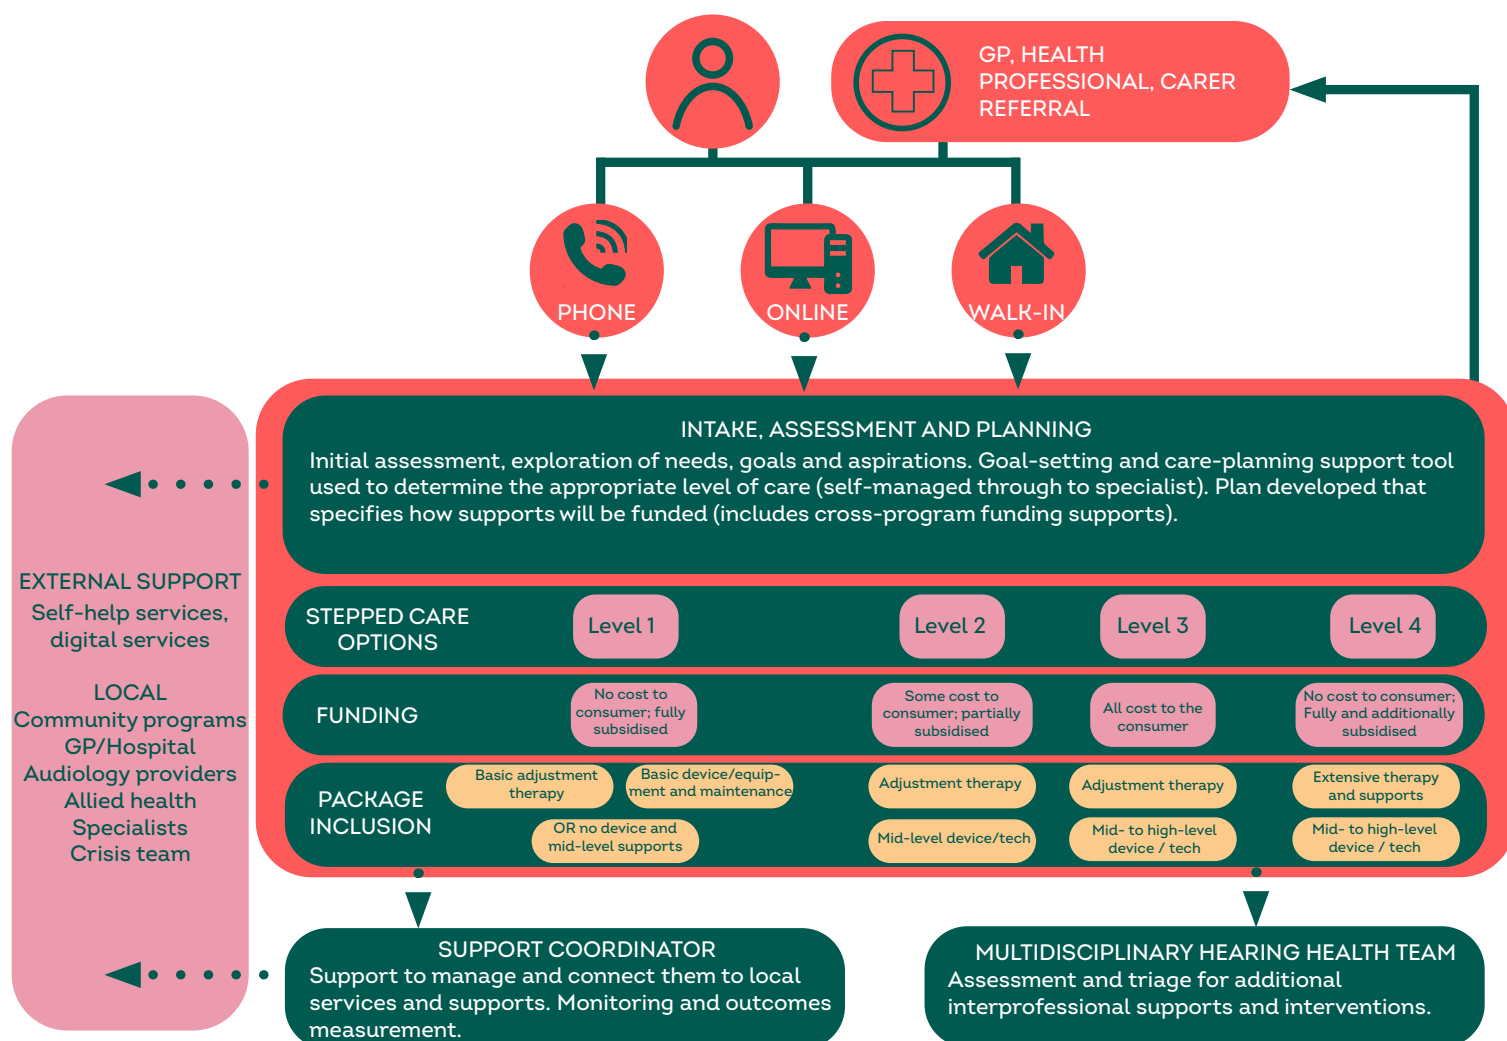 GP, HEALTH
PROFESSIONAL, CARER
REFERRAL
PHONE
ONLINE
WALK-IN
INTAKE, ASSESSMENT AND PLANNING
Initial assessment, exploration of needs, goals and aspirations. Goal-setting and care-planning support tool
used to determine the appropriate level of care (self-managed through to specialist). Plan developed that
specifies how supports will be funded (includes cross-program funding supports).
EXTERNAL SUPPORT
Self-help services,
digital services
LOCAL
Community programs
GP/Hospital
Audiology providers
Allied health
Specialists
Crisis team
STEPPED CARE
OPTIONS
Level 1
Level 2
Level 3
Level 4
FUNDING
No cost to
consumer; fully
subsidised
Some cost to
consumer; partially
subsidised
All cost to the
consumer
No cost to consumer;
Fully and additionally
subsidised
PACKAGE
INCLUSION
Basic adjustment
therapy
Basic device/equip-
ment and maintenance
OR no device and
mid-level supports
Adjustment therapy
Mid-level device/tech
Adjustment therapy
Mid- to high-level
device / tech
Extensive therapy
and supports
Mid- to high-level
device / tech
SUPPORT COORDINATOR
Support to manage and connect them to local
services and supports. Monitoring and outcomes
measurement.
MULTIDISCIPLINARY HEARING HEALTH TEAM
Assessment and triage for additional
interprofessional supports and interventions.